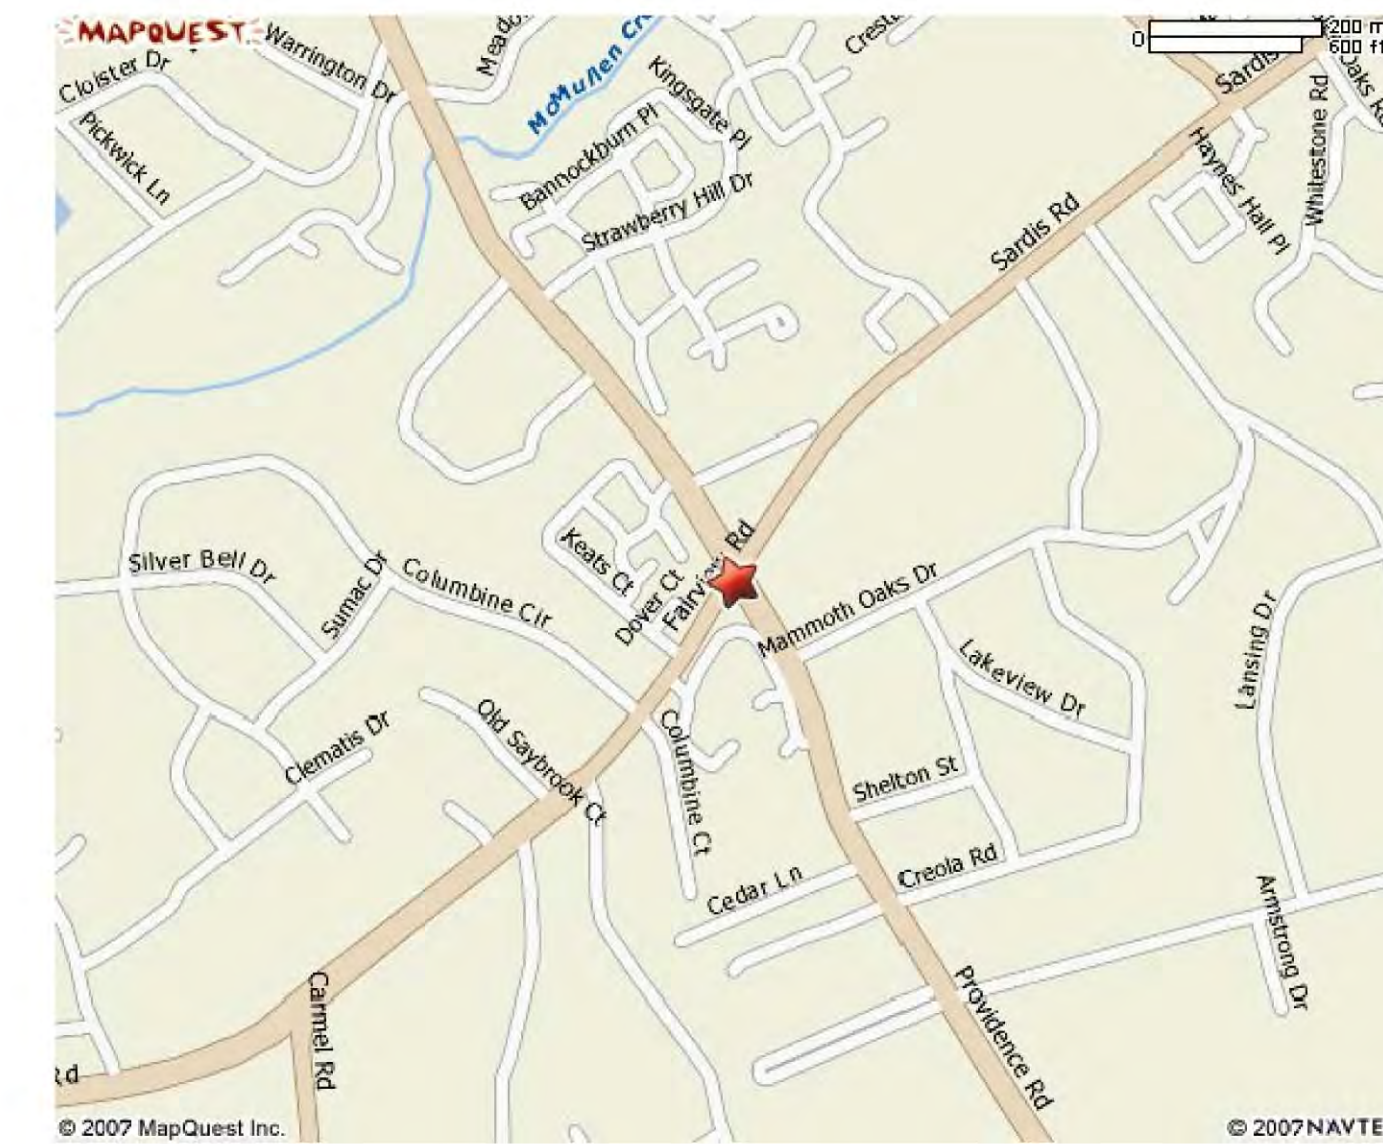 MAPQUEST
Warrington Dr
Cloister Dr
Pickwick Ln
McMullen
Kingsgate Pl
Bannockburn Pl
Strawberry Hill Dr
0
200 m
600 ft
Sardis
Haynes Hall Pl
Whitestone Rd
Oaks
Sardis Rd
Silver Bell Dr
Sumac Dr
Columbine Cir
Keats Ct
Dover Ct
Rd
Mammoth Oaks Dr
Lakeview Dr
Lansing Dr
Clematis Dr
Old Saybrook Ct
Columbine Ct
Shelton St
Creola Rd
Cedar Ln
Armstrong Dr
Carmel Rd
Providence Rd
Rd
© 2007 MapQuest Inc.
© 2007 NAVTE